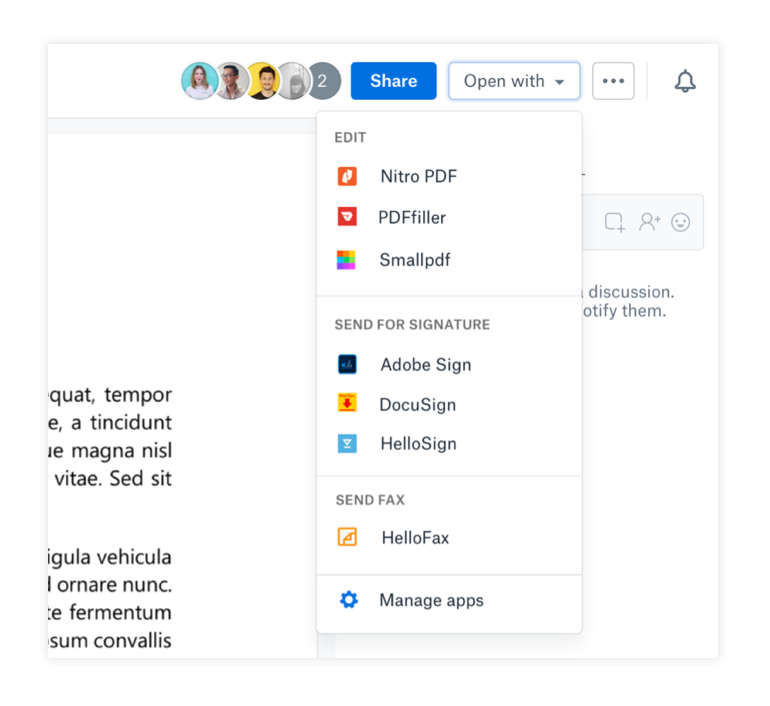 2
Share
Open with
EDIT
Nitro PDF
PDFfiller
Smallpdf
discussion.
otify them.
SEND FOR SIGNATURE
Adobe Sign
DocuSign
HelloSign
SEND FAX
HelloFax
Manage apps
quat, tempor
e, a tincidunt
ue magna nisl
vitae. Sed sit
igula vehicula
d ornare nunc.
te fermentum
sum convallis